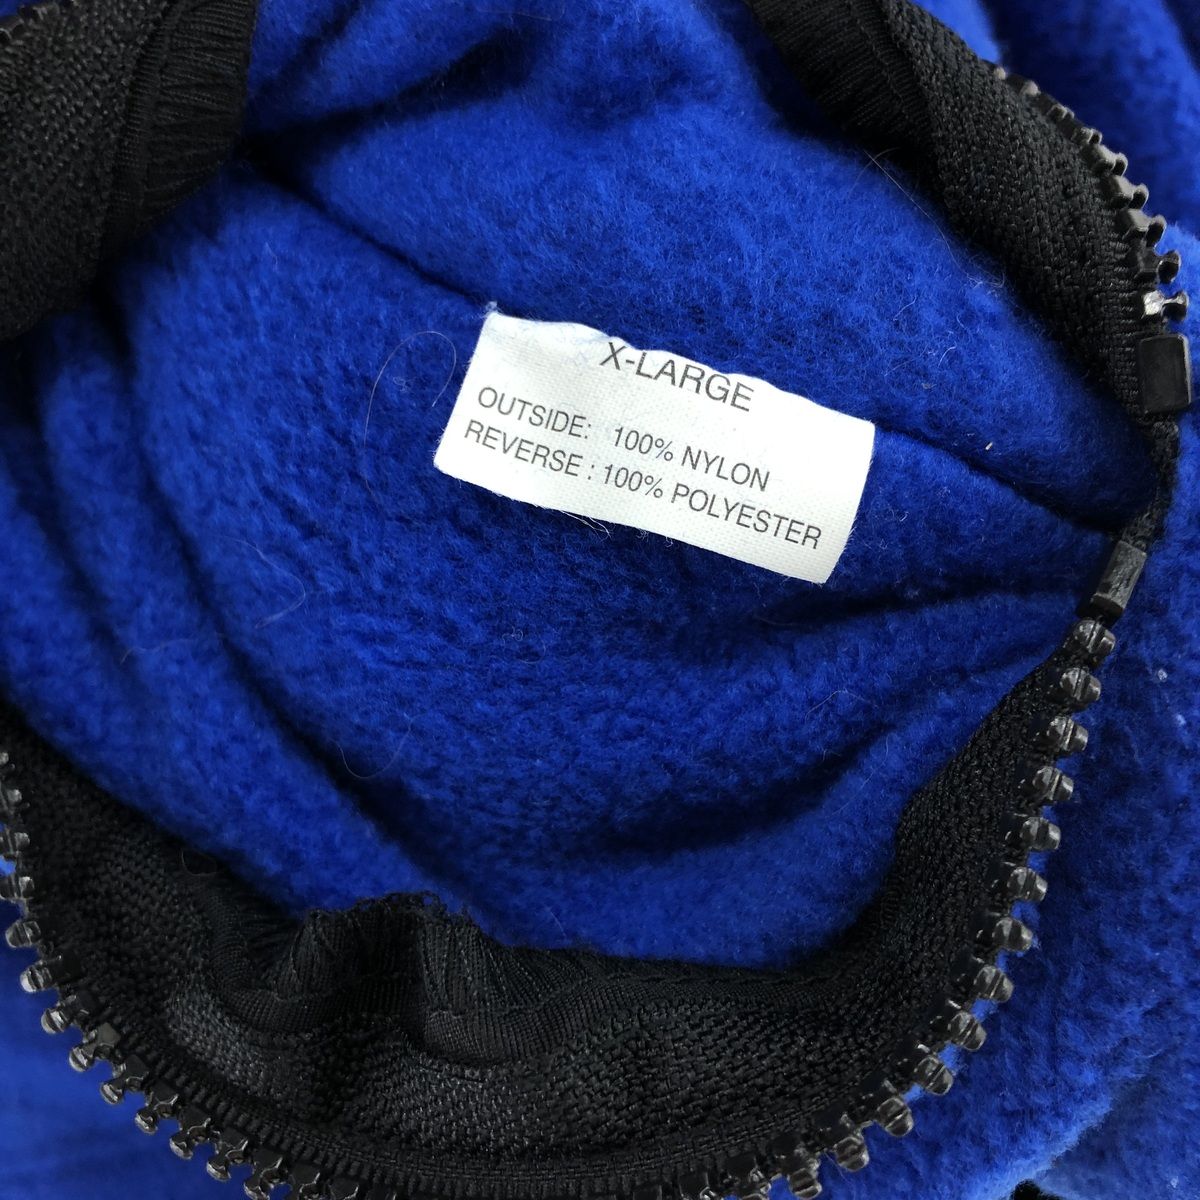 X-LARGE
OUTSIDE: 100% NYLON
REVERSE : 100% POLYESTER